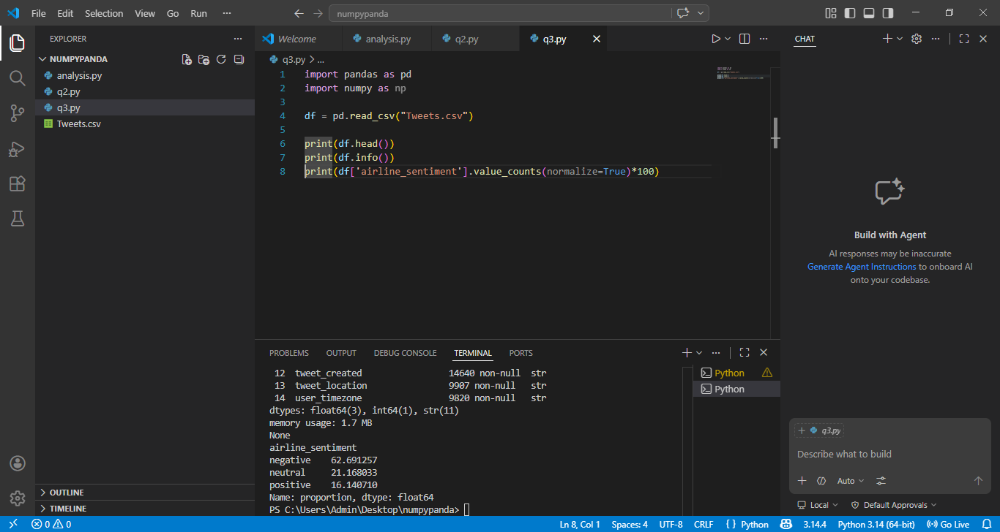 File Edit Selection View Go Run ···
numpypanda
EXPLORER ···
NUMPYPANDA
analysis.py
q2.py
q3.py
Tweets.csv
OUTLINE
TIMELINE
Welcome analysis.py q2.py q3.py
q3.py > ...
1 import pandas as pd
2 import numpy as np
3
4 df = pd.read_csv("Tweets.csv")
5
6 print(df.head())
7 print(df.info())
8 print(df['airline_sentiment'].value_counts(normalize=True)*100)
PROBLEMS OUTPUT DEBUG CONSOLE TERMINAL PORTS
12 tweet_created 14640 non-null str
13 tweet_location 9907 non-null str
14 user_timezone 9820 non-null str
dtypes: float64(3), int64(1), str(11)
memory usage: 1.7 MB
None
airline_sentiment
negative 62.691257
neutral 21.168033
positive 16.140710
Name: proportion, dtype: float64
PS C:\Users\Admin\Desktop\numpypanda>
Python
Python
CHAT
Build with Agent
AI responses may be inaccurate
Generate Agent Instructions to onboard AI
onto your codebase.
q3.py
Describe what to build
Auto
Local Default Approvals
0 0
Ln 8, Col 1 Spaces: 4 UTF-8 CRLF {} Python 3.14.4 Python 3.14 (64-bit) Go Live